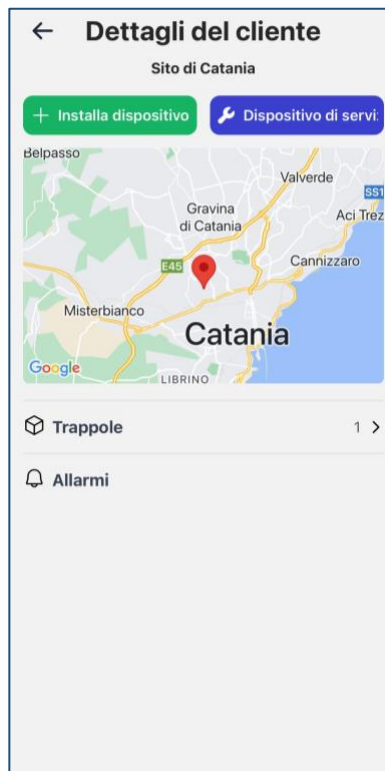 Dettagli del cliente
Sito di Catania
Installa dispositivo
Dispositivo di servi
Belpasso
Valverde
SS1
Gravina
di Catania
Aci Trez
E45
Cannizzaro
Misterbianco
Catania
Google
LIBRINO
Trappole 1
Allarmi